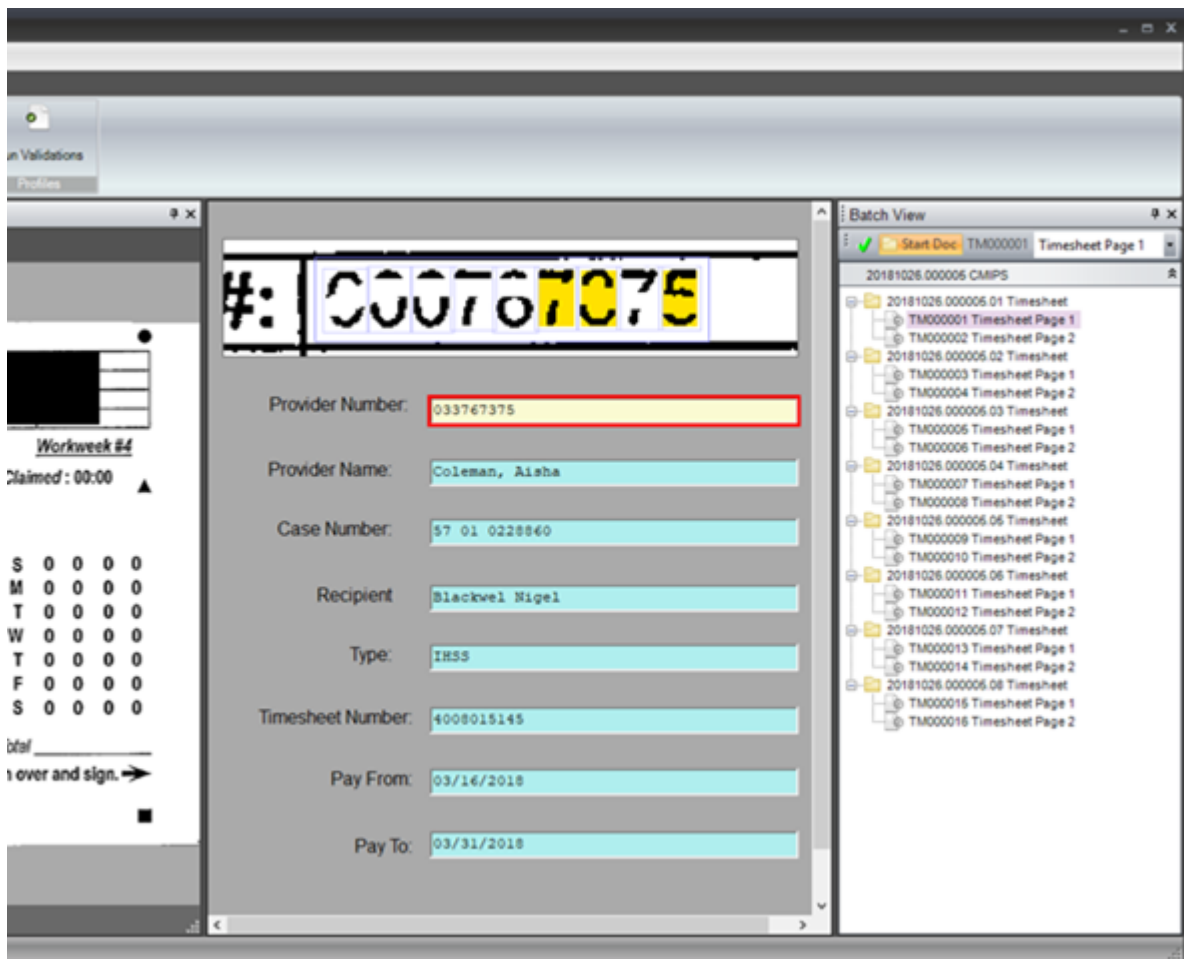 un Validations
Profiles
#: 000767075
Workweek #4
Claimed : 00:00
S 0 0 0 0
M 0 0 0 0
T 0 0 0 0
W 0 0 0 0
T 0 0 0 0
F 0 0 0 0
S 0 0 0 0
otal
n over and sign.
Provider Number: 033767375
Provider Name: Coleman, Aisha
Case Number: 57 01 0228860
Recipient Blackwel Nigel
Type: IHSS
Timesheet Number: 4008015145
Pay From: 03/16/2018
Pay To: 03/31/2018
Batch View
Start Doc TM000001 Timesheet Page 1
20181026.000006 CMIPS
20181026.000005.01 Timesheet
TM000001 Timesheet Page 1
TM000002 Timesheet Page 2
20181026.000005.02 Timesheet
TM000003 Timesheet Page 1
TM000004 Timesheet Page 2
20181026.000005.03 Timesheet
TM000005 Timesheet Page 1
TM000006 Timesheet Page 2
20181026.000005.04 Timesheet
TM000007 Timesheet Page 1
TM000008 Timesheet Page 2
20181026.000005.05 Timesheet
TM000009 Timesheet Page 1
TM000010 Timesheet Page 2
20181026.000005.06 Timesheet
TM000011 Timesheet Page 1
TM000012 Timesheet Page 2
20181026.000005.07 Timesheet
TM000013 Timesheet Page 1
TM000014 Timesheet Page 2
20181026.000006.08 Timesheet
TM000015 Timesheet Page 1
TM000016 Timesheet Page 2